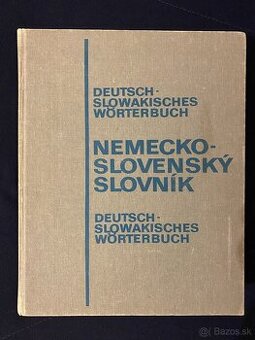 DEUTSCH-
SLOWAKISCHES
WÖRTERBUCH
NEMECKO-
SLOVENSKÝ
SLOVNÍK
DEUTSCH-
SLOWAKISCHES
WÖRTERBUCH
Bazos.sk